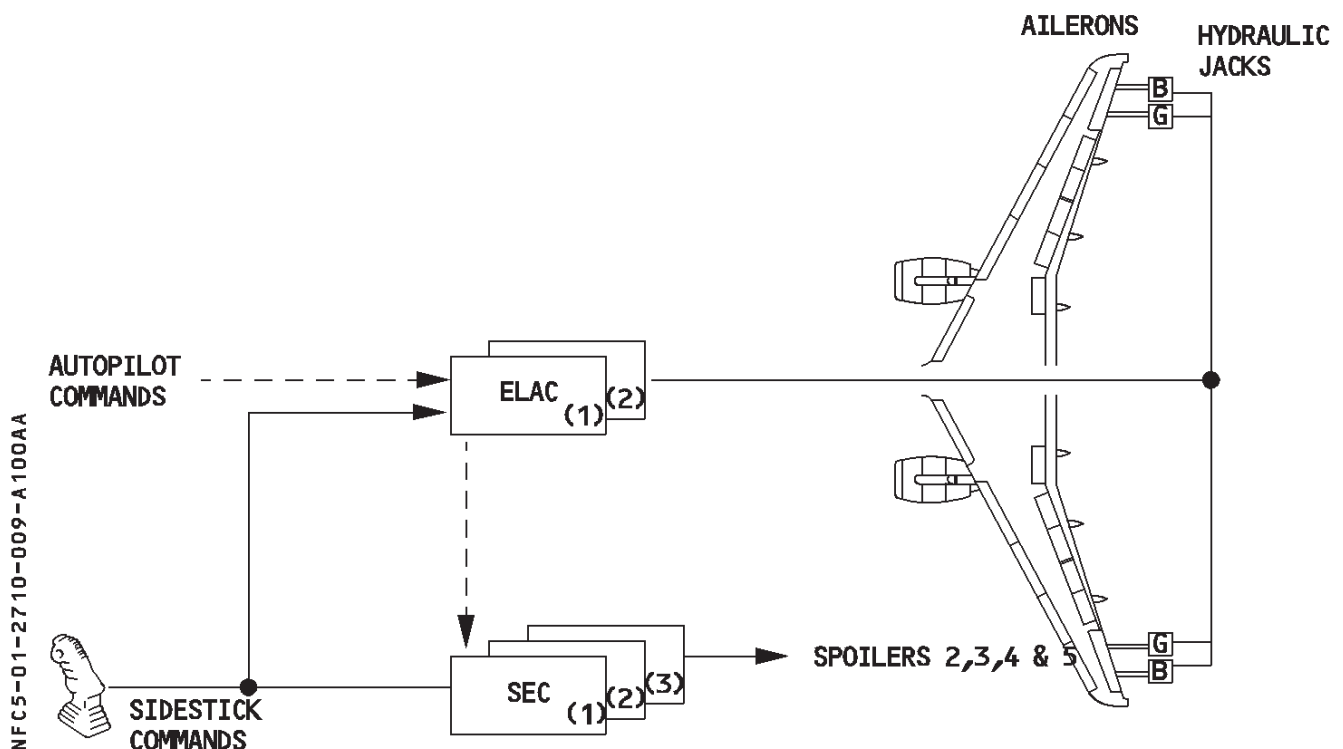 AILERONS
HYDRAULIC
JACKS
B
G
AUTOPILOT
COMMANDS
ELAC
(1)
(2)
SEC
(1)
(2)
(3)
SPOILERS 2,3,4 & 5
G
B
SIDESTICK
COMMANDS
NFC5-01-2710-009-A100AA